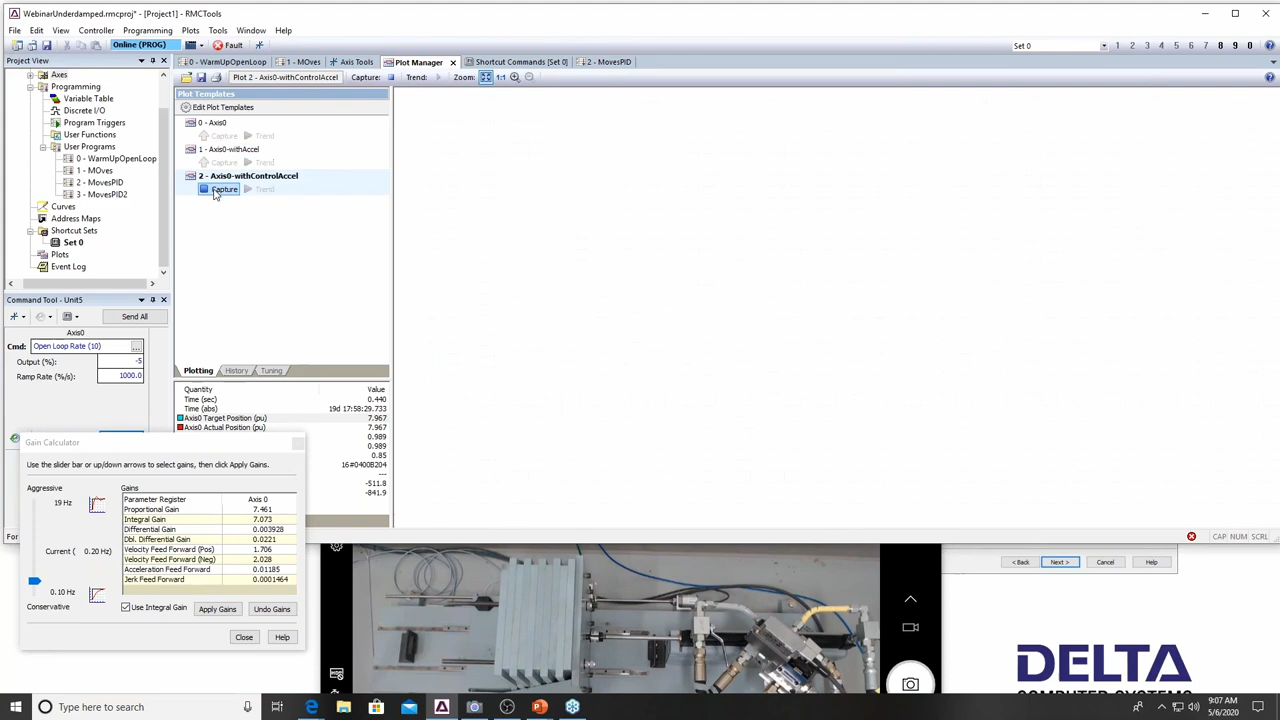 WebinarUnderdamped.rmcproj* - [Project1] - RMCTools
File Edit View Controller Programming Plots Tools Window Help
Online (PROG) Fault Set 0 1 2 3 4 5 6 7 8 9 0
Project View
0 - WarmUpOpenLoop 1 - MOves Axis Tools Plot Manager Shortcut Commands [Set 0] 2 - MovesPID
Plot 2 - Axis0-withControlAccel Capture: Trend: Zoom: 1:1
Axes
Programming
Variable Table
Discrete I/O
Program Triggers
User Functions
User Programs
0 - WarmUpOpenLoop
1 - MOves
2 - MovesPID
3 - MovesPID2
Curves
Address Maps
Shortcut Sets
Set 0
Plots
Event Log
Plot Templates
Edit Plot Templates
0 - Axis0
Capture Trend
1 - Axis0-withAccel
Capture Trend
2 - Axis0-withControlAccel
Capture Trend
Plotting History Tuning
Command Tool - Unit5
Send All
Axis0
Cmd: Open Loop Rate (10) ...
Output (%): -5
Ramp Rate (%/s): 1000.0
Quantity Value
Time (sec) 0.440
Time (abs) 19d 17:58:29.733
Axis0 Target Position (pu) 7.967
Axis0 Actual Position (pu) 7.967
0.989
0.989
0.85
16#0400B204
---
-511.8
-841.9
Gain Calculator
Use the slider bar or up/down arrows to select gains, then click Apply Gains.
Aggressive
19 Hz
Current ( 0.20 Hz)
0.10 Hz
Conservative
Gains
Parameter Register Axis 0
Proportional Gain 7.461
Integral Gain 7.073
Differential Gain 0.003928
Dbl. Differential Gain 0.0221
Velocity Feed Forward (Pos) 1.706
Velocity Feed Forward (Neg) 2.028
Acceleration Feed Forward 0.01185
Jerk Feed Forward 0.0001464
Use Integral Gain Apply Gains Undo Gains
Close Help
For
CAP NUM SCRL
< Back Next > Cancel Help
DELTA
COMPUTER SYSTEMS
Type here to search
9:07 AM
5/6/2020